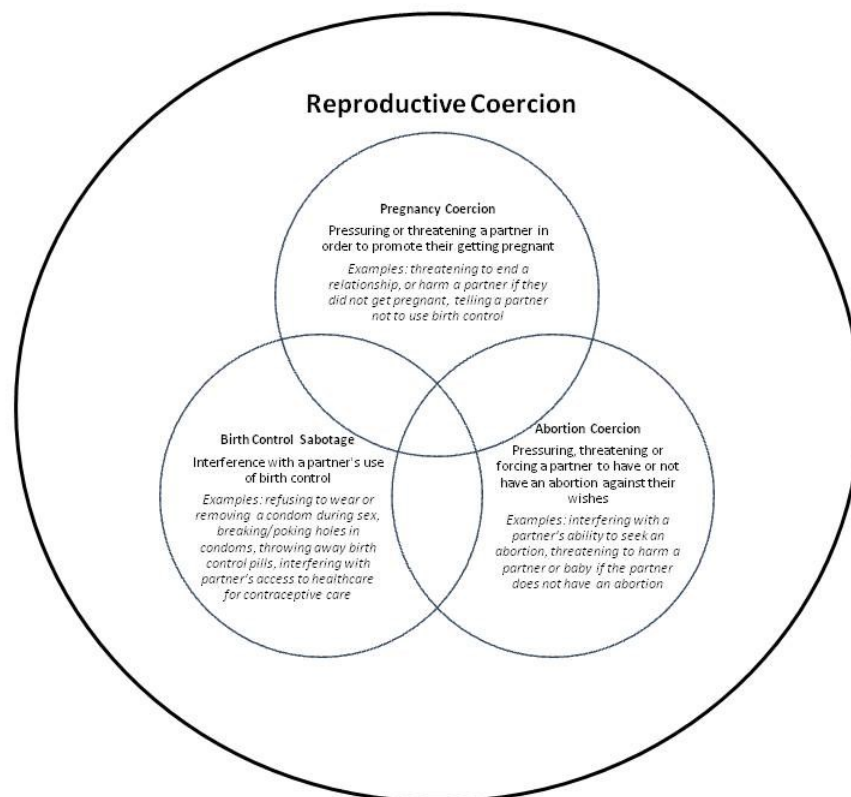 Reproductive Coercion
Pregnancy Coercion
Pressuring or threatening a partner in
order to promote their getting pregnant
Examples: threatening to end a
relationship, or harm a partner if they
did not get pregnant, telling a partner
not to use birth control
Birth Control Sabotage
Interference with a partner's use
of birth control
Examples: refusing to wear or
removing a condom during sex,
breaking/poking holes in
condoms, throwing away birth
control pills, interfering with
partner's access to healthcare
for contraceptive care
Abortion Coercion
Pressuring, threatening or
forcing a partner to have or not
have an abortion against their
wishes
Examples: interfering with a
partner's ability to seek an
abortion, threatening to harm a
partner or baby if the partner
does not have an abortion